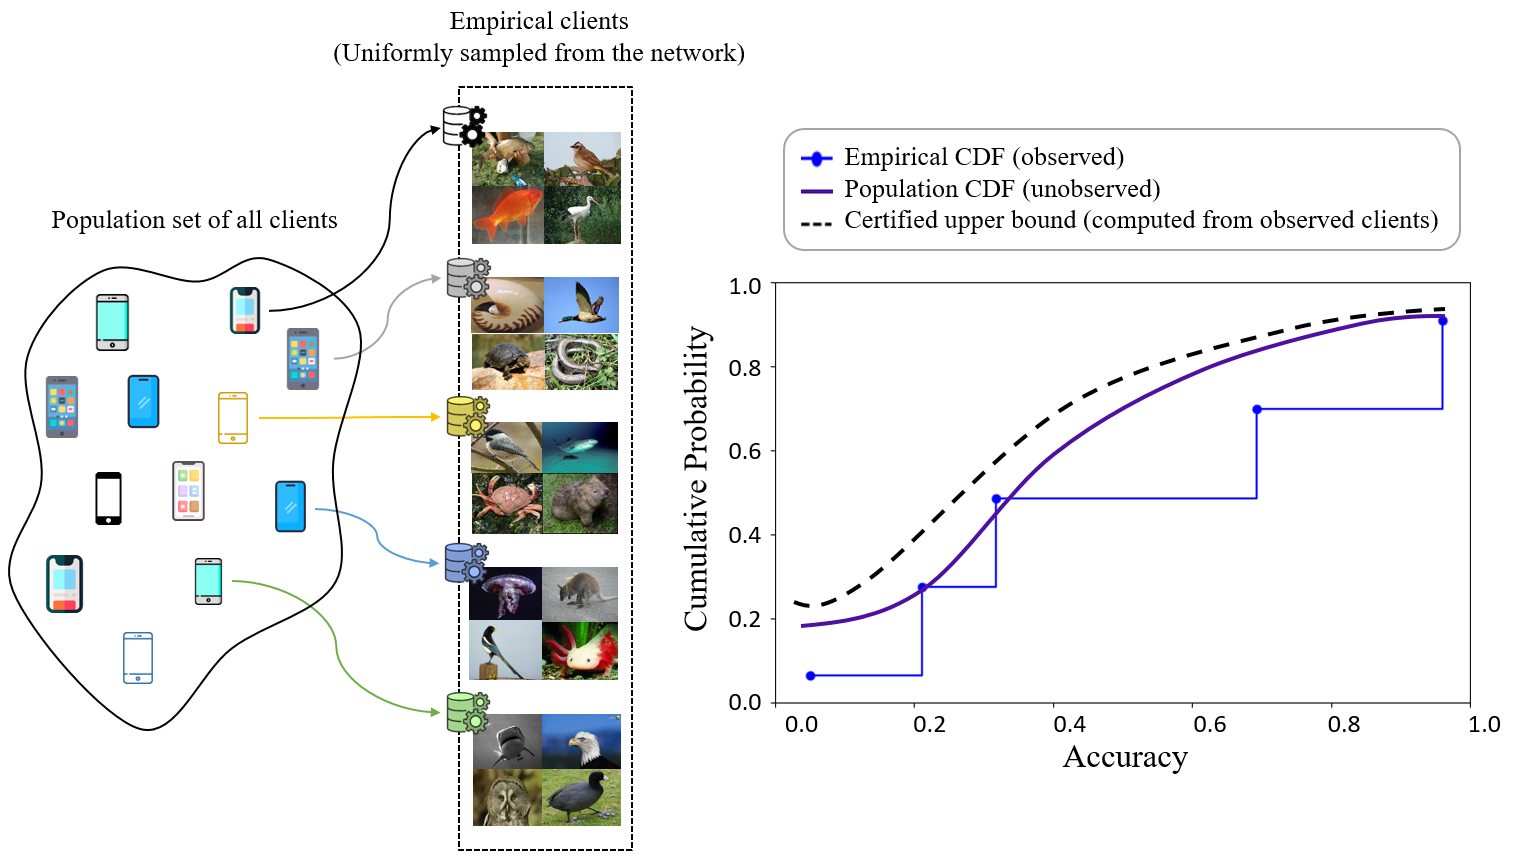 Empirical clients
(Uniformly sampled from the network)
Population set of all clients
Empirical CDF (observed)
Population CDF (unobserved)
Certified upper bound (computed from observed clients)
Cumulative Probability
1.0
0.8
0.6
0.4
0.2
0.0
0.0 0.2 0.4 0.6 0.8 1.0
Accuracy